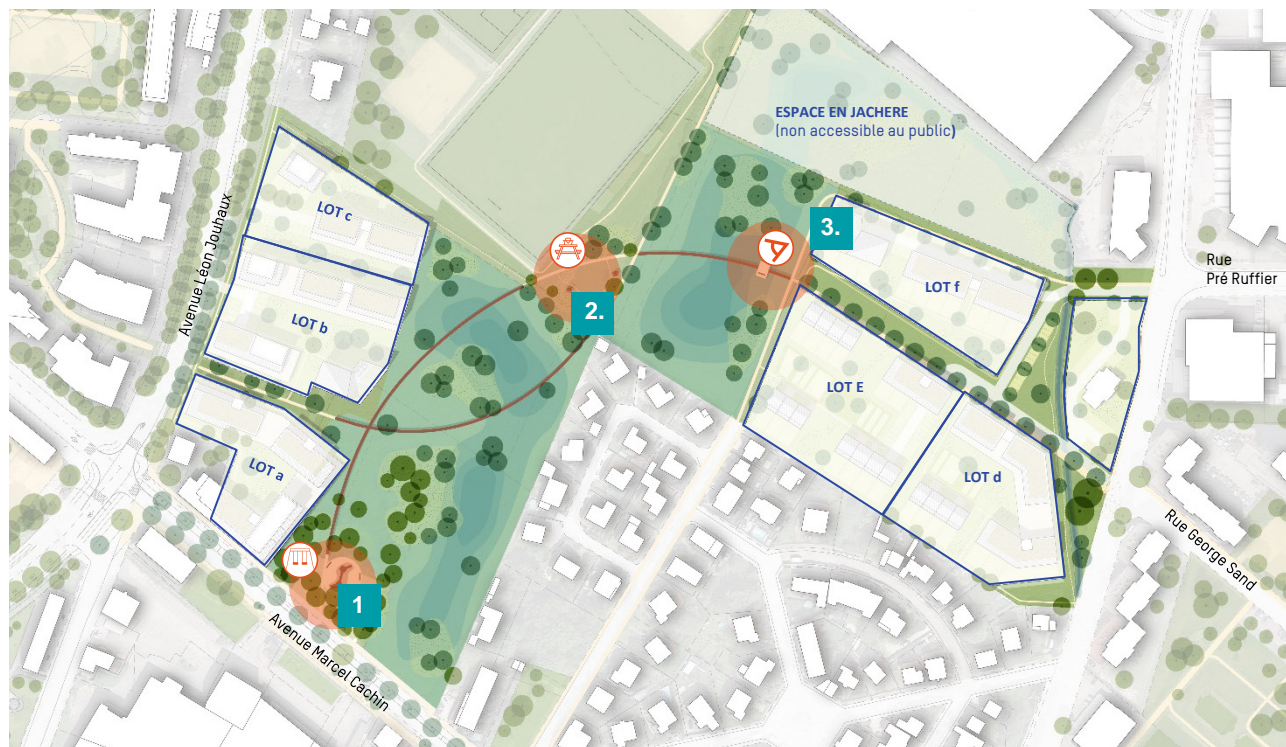 ESPACE EN JACHERE
(non accessible au public)
Avenue Léon Jouhaux
LOT c
3.
Rue
Pré Ruffier
LOT f
2.
LOT b
LOT E
LOT a
LOT d
Rue George Sand
1
Avenue Marcel Cachin